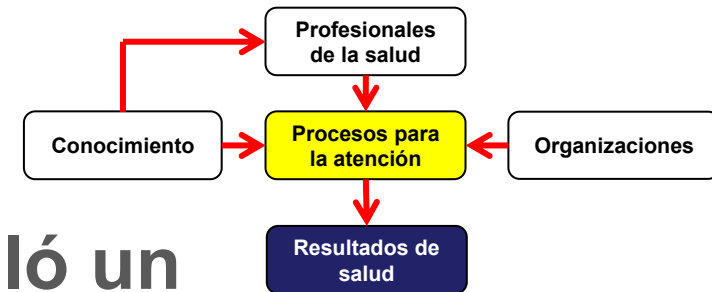 Profesionales
de la salud
Conocimiento
Procesos para
la atención
Organizaciones
Resultados de
salud
ló un